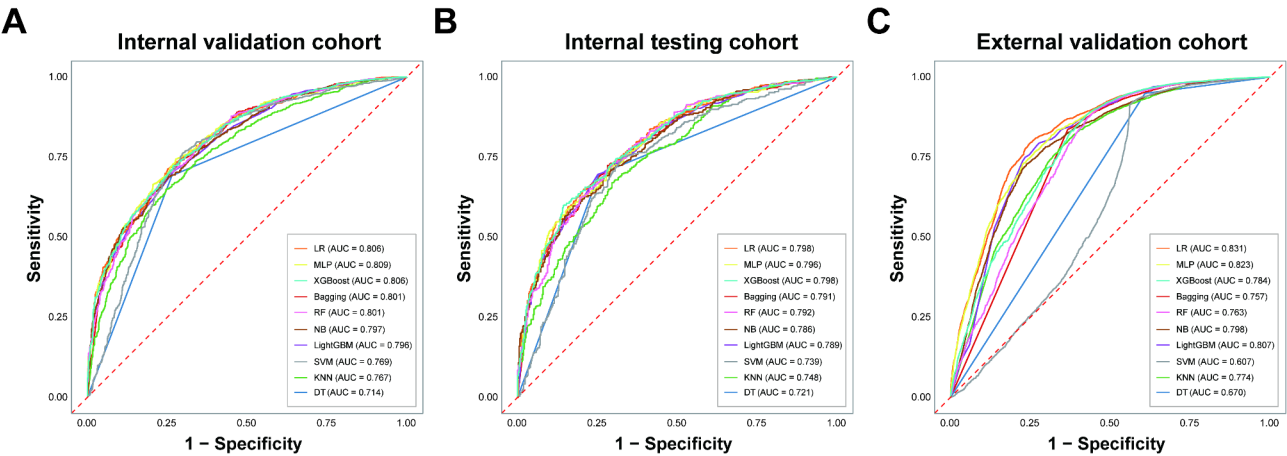 A
Internal validation cohort
Sensitivity
1.00
0.75
0.50
0.25
0.00
LR (AUC = 0.806)
MLP (AUC = 0.809)
XGBoost (AUC = 0.806)
Bagging (AUC = 0.801)
RF (AUC = 0.801)
NB (AUC = 0.797)
LightGBM (AUC = 0.796)
SVM (AUC = 0.769)
KNN (AUC = 0.767)
DT (AUC = 0.714)
0.00 0.25 0.50 0.75 1.00
1 − Specificity
B
Internal testing cohort
Sensitivity
1.00
0.75
0.50
0.25
0.00
LR (AUC = 0.798)
MLP (AUC = 0.796)
XGBoost (AUC = 0.798)
Bagging (AUC = 0.791)
RF (AUC = 0.792)
NB (AUC = 0.786)
LightGBM (AUC = 0.789)
SVM (AUC = 0.739)
KNN (AUC = 0.748)
DT (AUC = 0.721)
0.00 0.25 0.50 0.75 1.00
1 − Specificity
C
External validation cohort
Sensitivity
1.00
0.75
0.50
0.25
0.00
LR (AUC = 0.831)
MLP (AUC = 0.823)
XGBoost (AUC = 0.784)
Bagging (AUC = 0.757)
RF (AUC = 0.763)
NB (AUC = 0.798)
LightGBM (AUC = 0.807)
SVM (AUC = 0.607)
KNN (AUC = 0.774)
DT (AUC = 0.670)
0.00 0.25 0.50 0.75 1.00
1 − Specificity